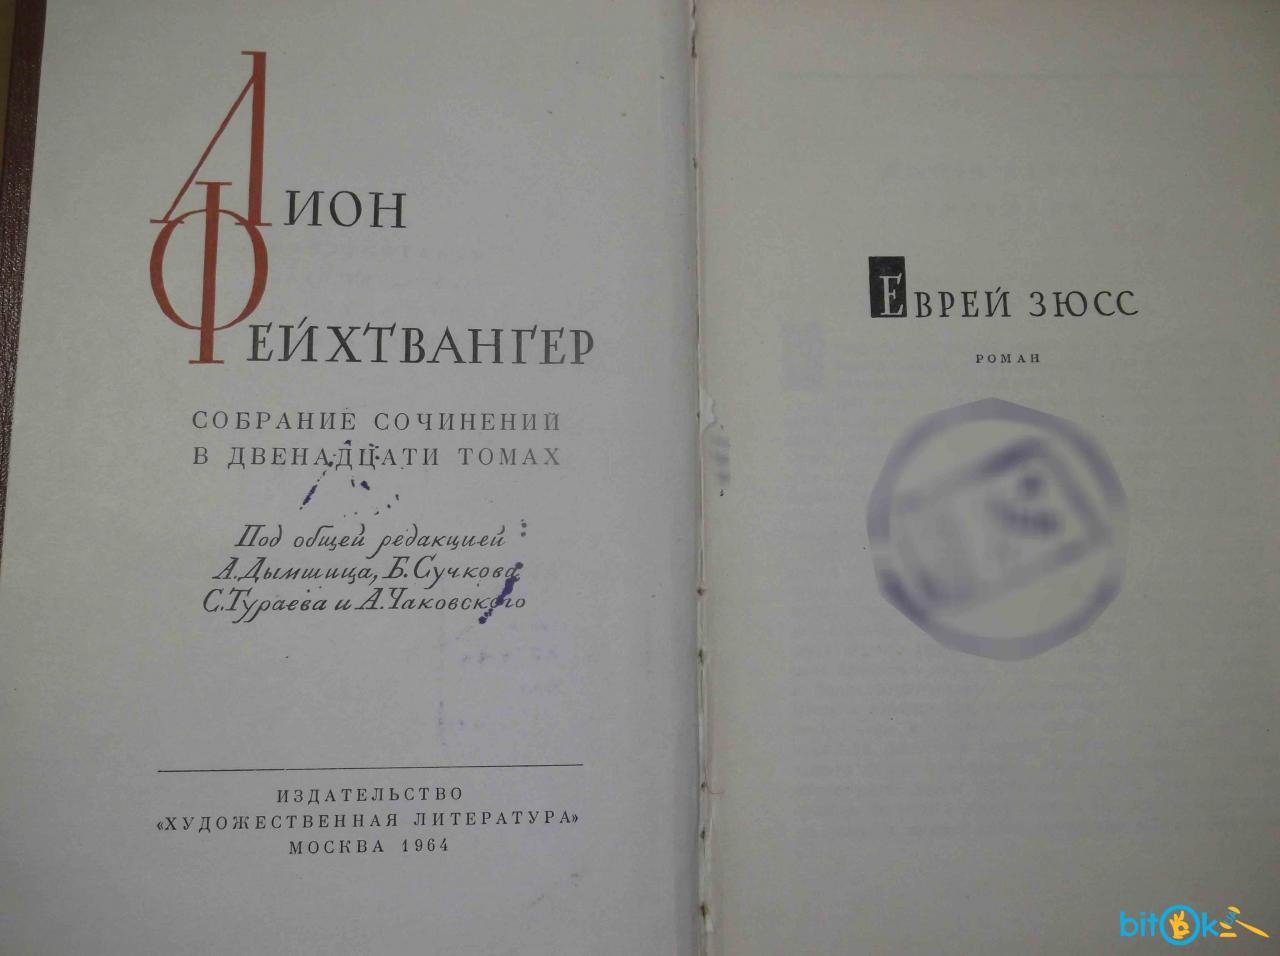 ЛИОН
ФЕЙХТВАНГЕР
СОБРАНИЕ СОЧИНЕНИЙ
В ДВЕНАДЦАТИ ТОМАХ
Под общей редакцией
А. Дымшица, Б. Сучкова,
С. Тураева и А. Чаковского
ИЗДАТЕЛЬСТВО
«ХУДОЖЕСТВЕННАЯ ЛИТЕРАТУРА»
МОСКВА 1964
ЕВРЕЙ ЗЮСС
РОМАН
bitOk